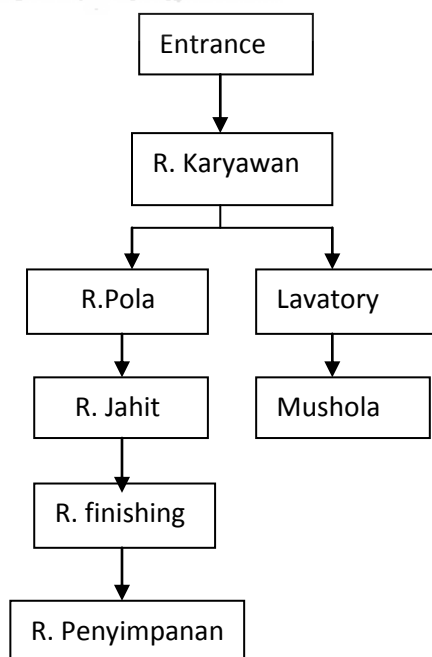 Entrance
R. Karyawan
R.Pola
Lavatory
R. Jahit
Mushola
R. finishing
R. Penyimpanan